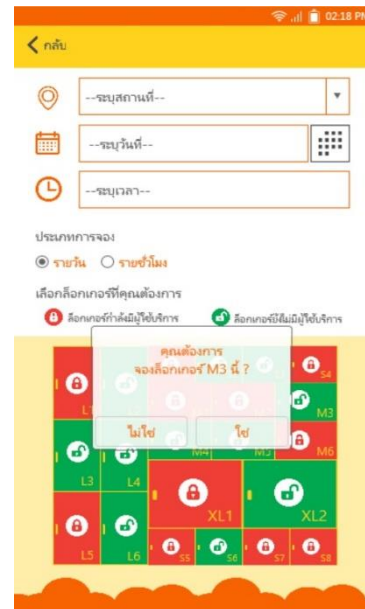 02:18 PM
กลับ
--ระบุสถานที่--
--ระบุวันที่--
--ระบุเวลา--
ประเภทการจอง
รายวัน รายชั่วโมง
เลือกล็อกเกอร์ที่คุณต้องการ
ล็อกเกอร์กำลังมีผู้ใช้บริการ ล็อกเกอร์นี้ไม่มีผู้ใช้บริการ
คุณต้องการ
จองล็อกเกอร์ M3 นี้ ?
ไม่ใช่ ใช่
S4
M3
M4 M5 M6
L3 L4
XL1 XL2
L5 L6 S5 S6 S7 S8